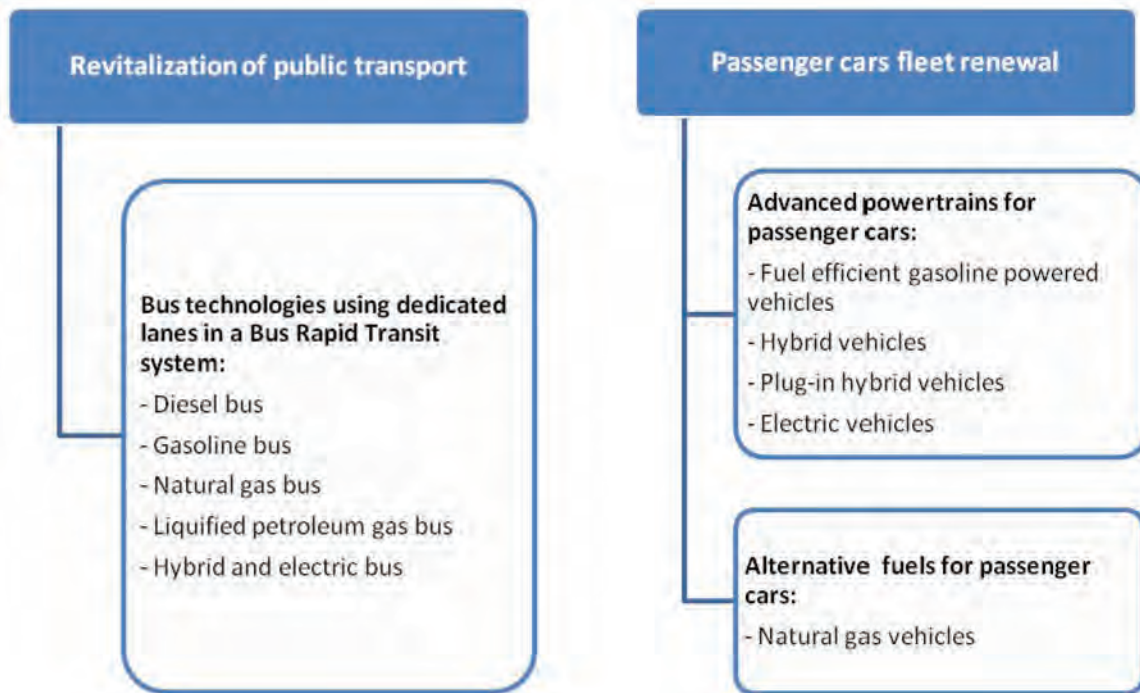 Revitalization of public transport
Bus technologies using dedicated
lanes in a Bus Rapid Transit
system:
- Diesel bus
- Gasoline bus
- Natural gas bus
- Liquified petroleum gas bus
- Hybrid and electric bus
Passenger cars fleet renewal
Advanced powertrains for
passenger cars:
- Fuel efficient gasoline powered
vehicles
- Hybrid vehicles
- Plug-in hybrid vehicles
- Electric vehicles
Alternative fuels for passenger
cars:
- Natural gas vehicles